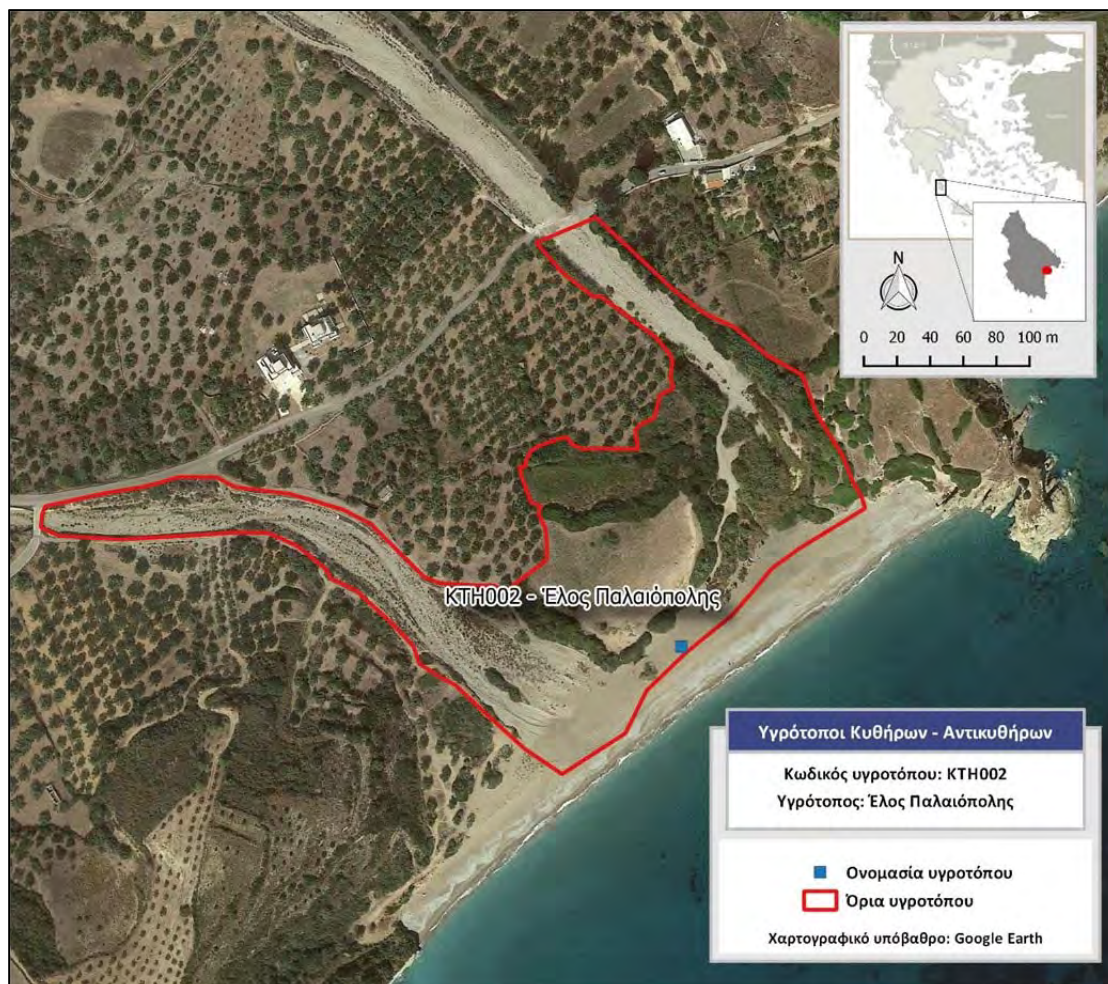 N
0 20 40 60 80 100 m
ΚΤΗ002 - Έλος Παλαιόπολης
Υγρότοποι Κυθήρων - Αντικυθήρων
Κωδικός υγροτόπου: ΚΤΗ002
Υγρότοπος: Έλος Παλαιόπολης
Ονομασία υγροτόπου
Όρια υγροτόπου
Χαρτογραφικό υπόβαθρο: Google Earth